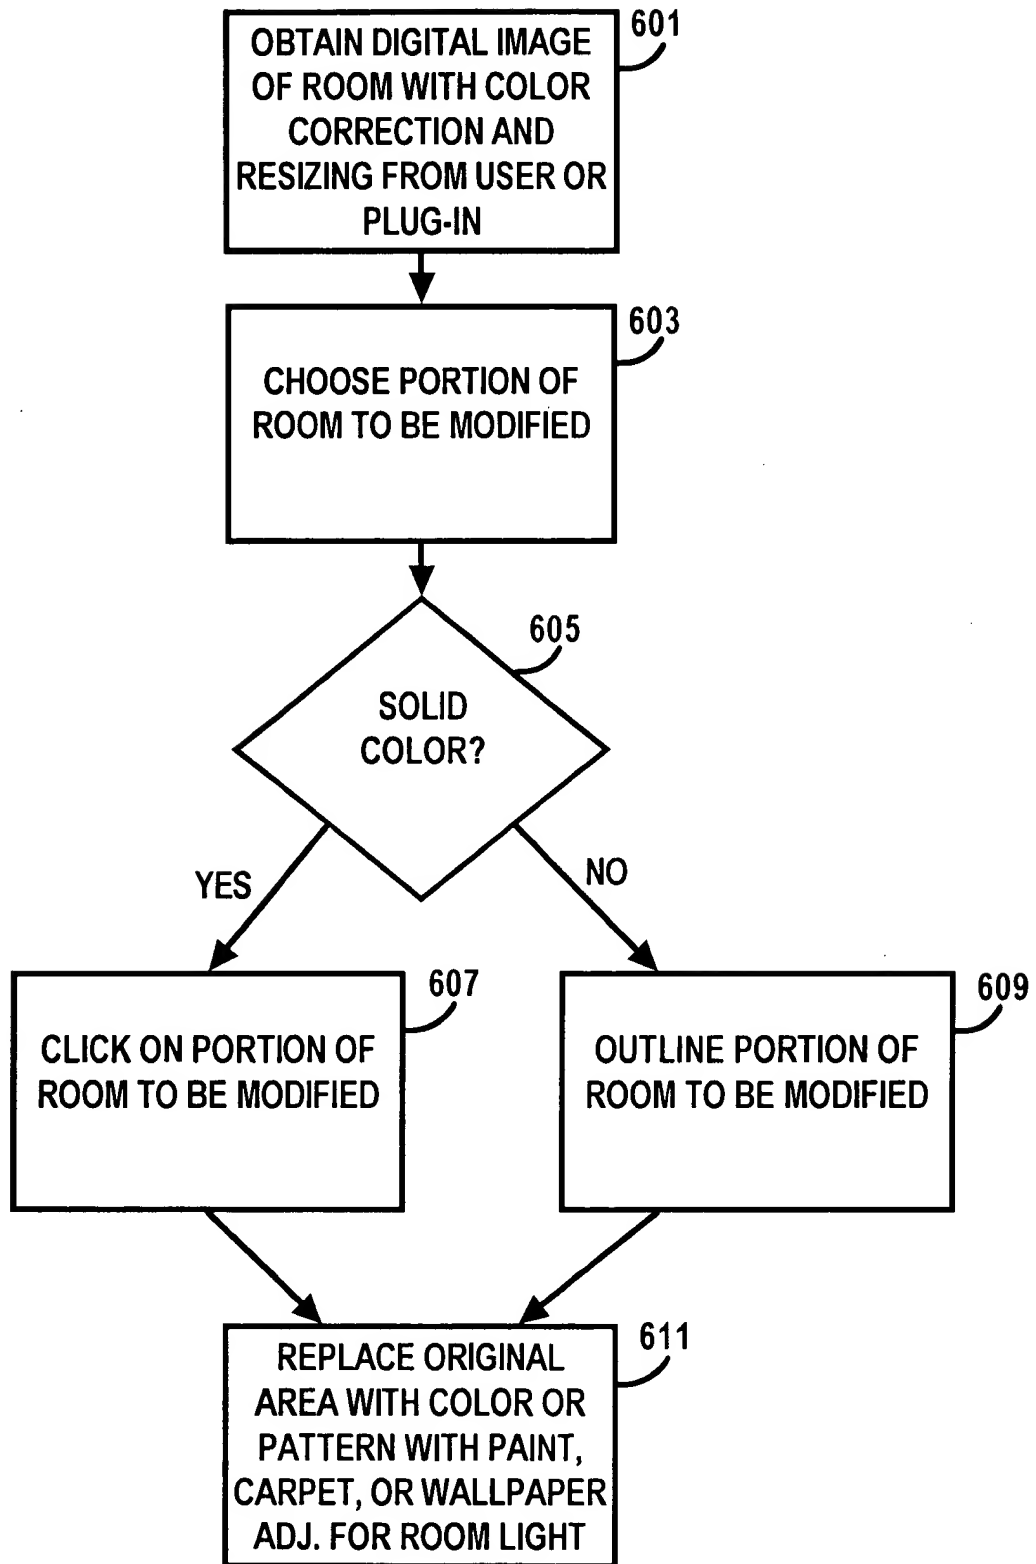 601
OBTAIN DIGITAL IMAGE
OF ROOM WITH COLOR
CORRECTION AND
RESIZING FROM USER OR
PLUG-IN
603
CHOOSE PORTION OF
ROOM TO BE MODIFIED
605
SOLID
COLOR?
YES
NO
607
CLICK ON PORTION OF
ROOM TO BE MODIFIED
609
OUTLINE PORTION OF
ROOM TO BE MODIFIED
611
REPLACE ORIGINAL
AREA WITH COLOR OR
PATTERN WITH PAINT,
CARPET, OR WALLPAPER
ADJ. FOR ROOM LIGHT